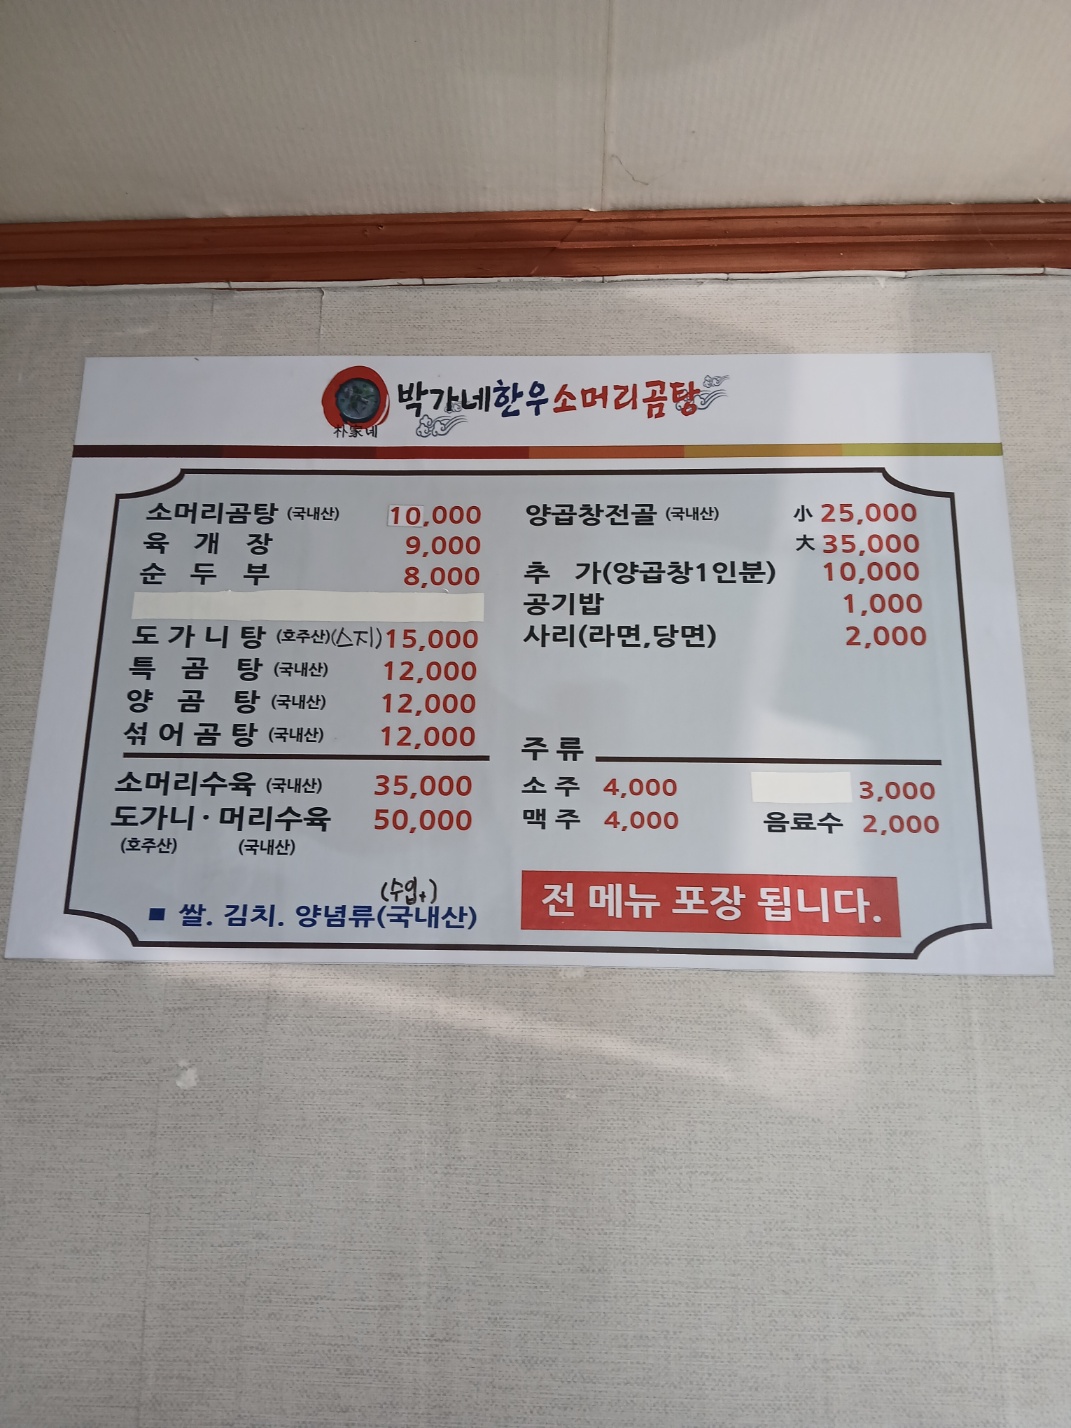 박가네한우소머리곰탕
朴家네
소머리곰탕 (국내산) 10,000
육 개 장 9,000
순 두 부 8,000
도 가 니 탕 (호주산)(스지) 15,000
특 곰 탕 (국내산) 12,000
양 곰 탕 (국내산) 12,000
섞 어 곰 탕 (국내산) 12,000
소머리수육 (국내산) 35,000
도가니·머리수육 50,000
(호주산) (국내산)
(수입)
■ 쌀. 김치. 양념류(국내산)
양곱창전골 (국내산) 小 25,000
大 35,000
추 가(양곱창1인분) 10,000
공기밥 1,000
사리(라면,당면) 2,000
주 류
소 주 4,000 3,000
맥 주 4,000 음료수 2,000
전 메뉴 포장 됩니다.